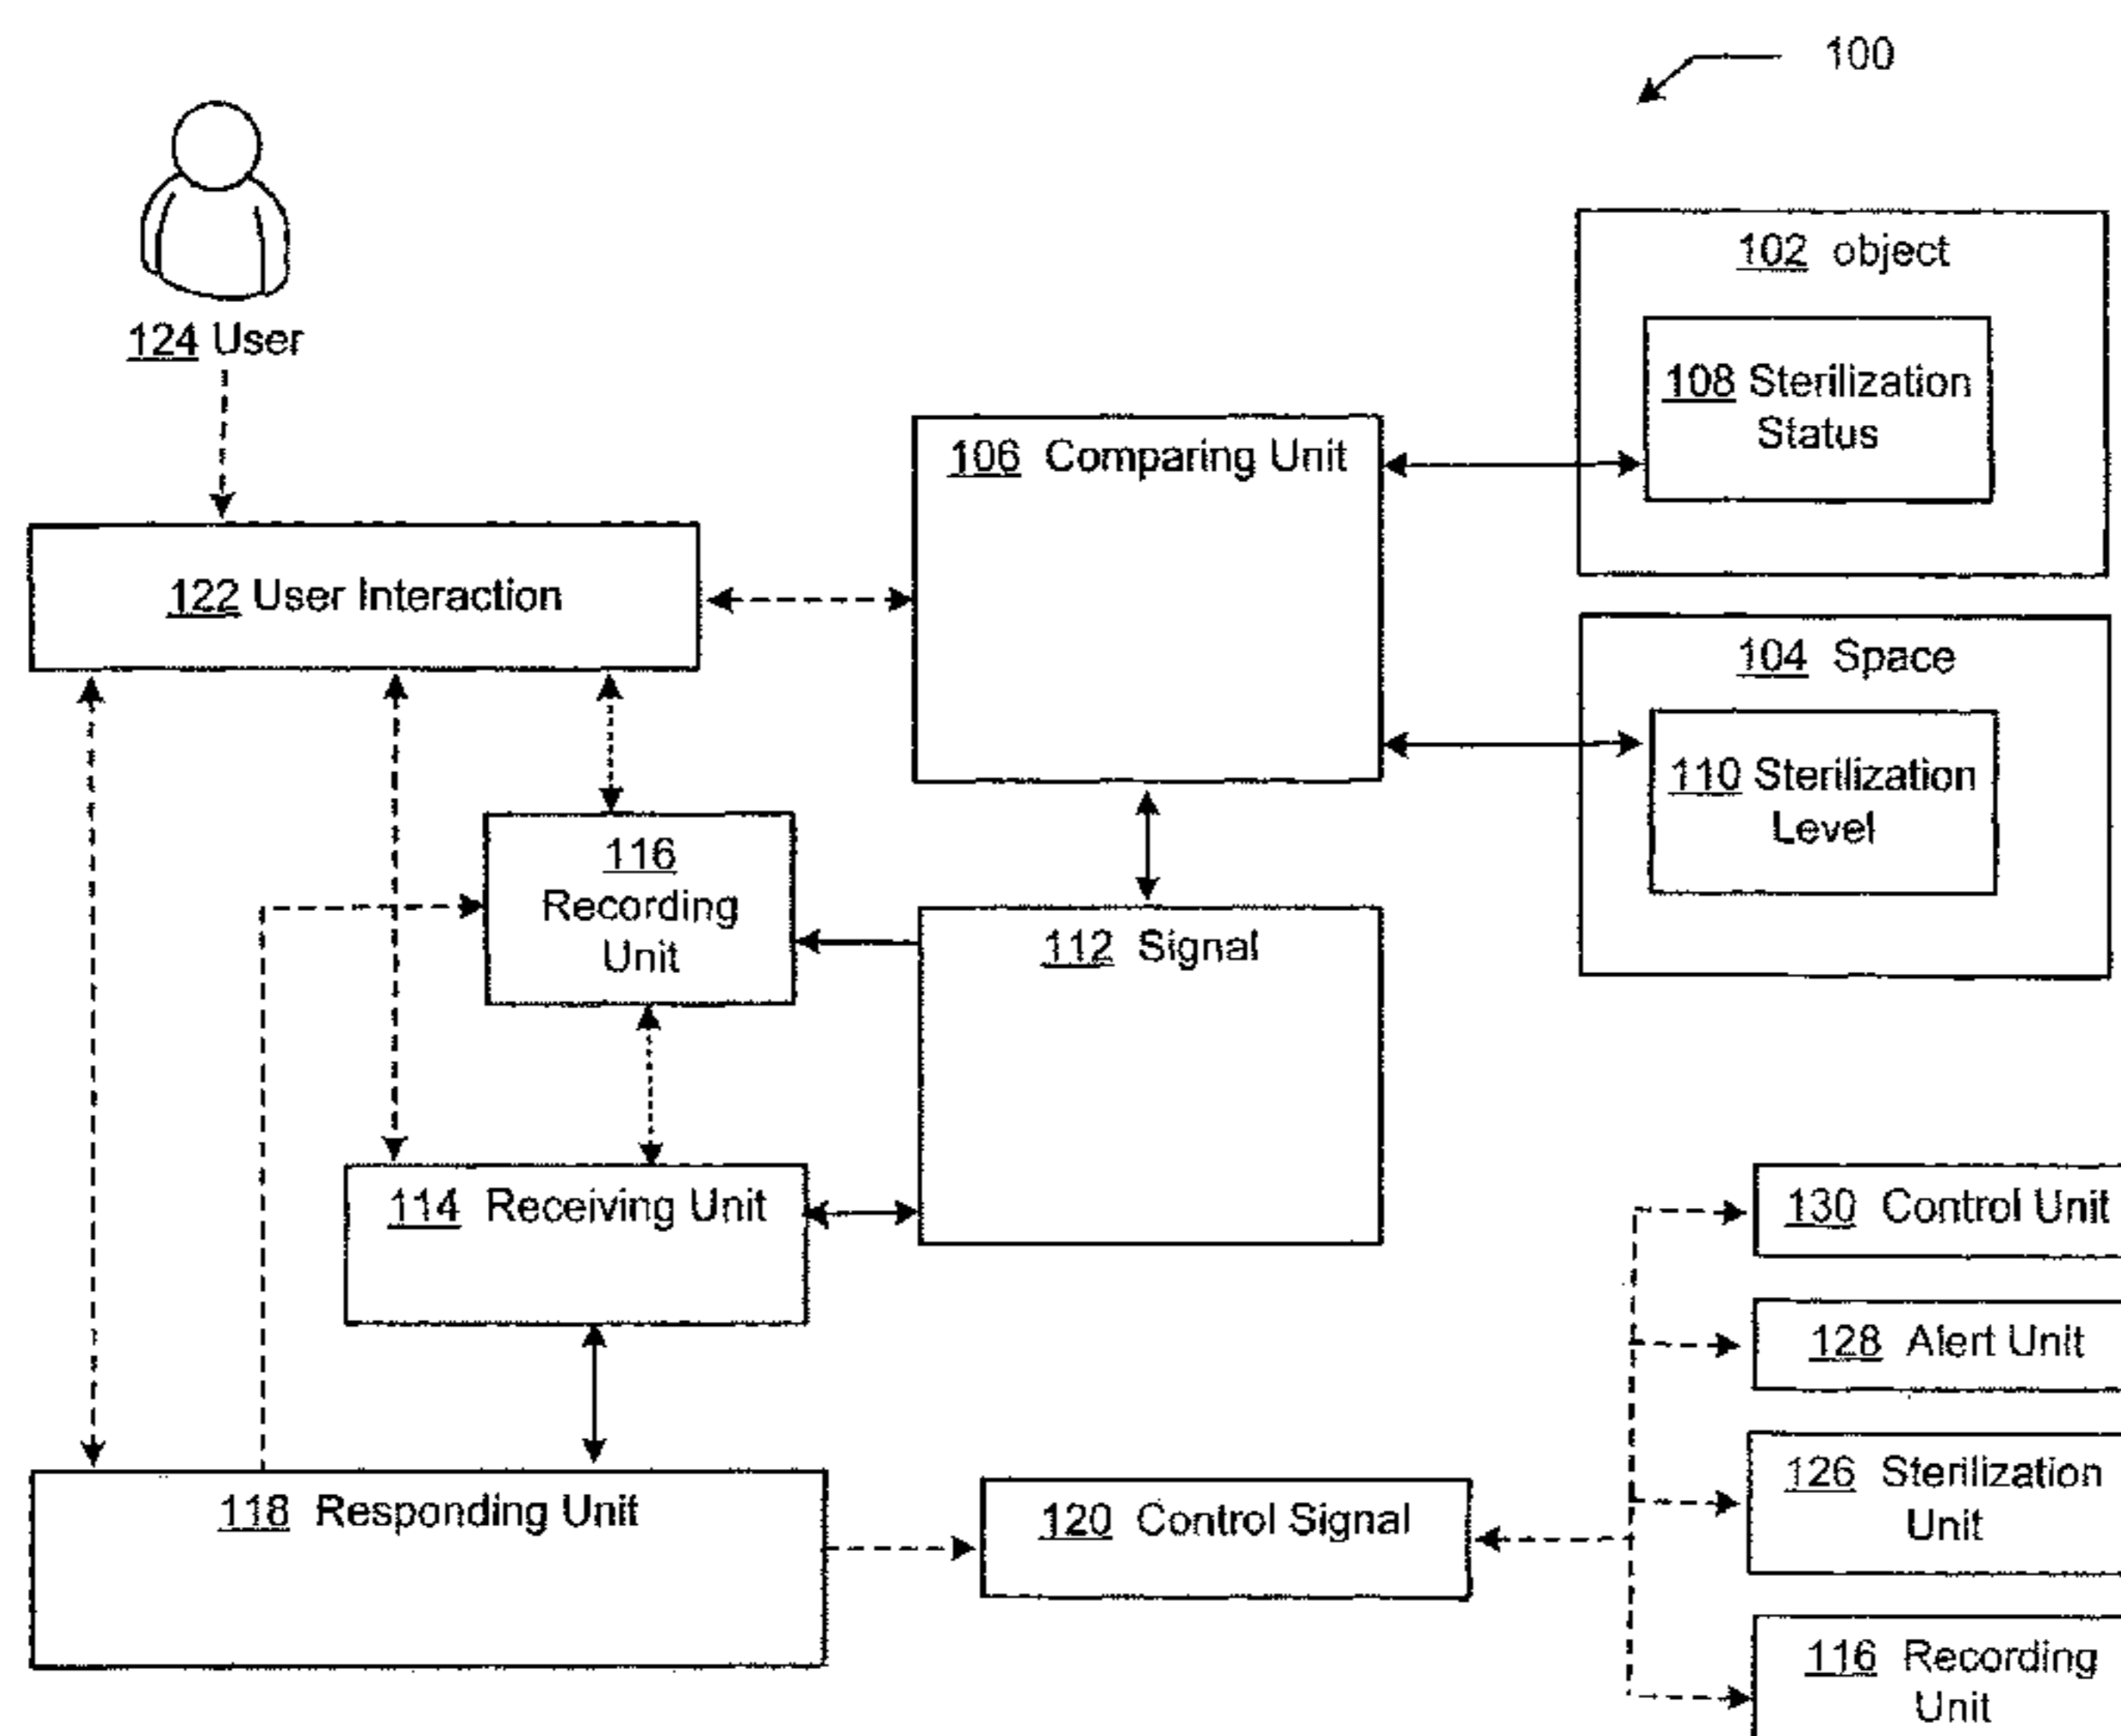 100
124 User
102 object
108 Sterilization
Status
106 Comparing Unit
122 User Interaction
104 Space
110 Sterilization
Level
116
Recording
Unit
112 Signal
114 Receiving Unit
130 Control Unit
128 Alert Unit
126 Sterilization
Unit
118 Responding Unit
120 Control Signal
116 Recording
Unit